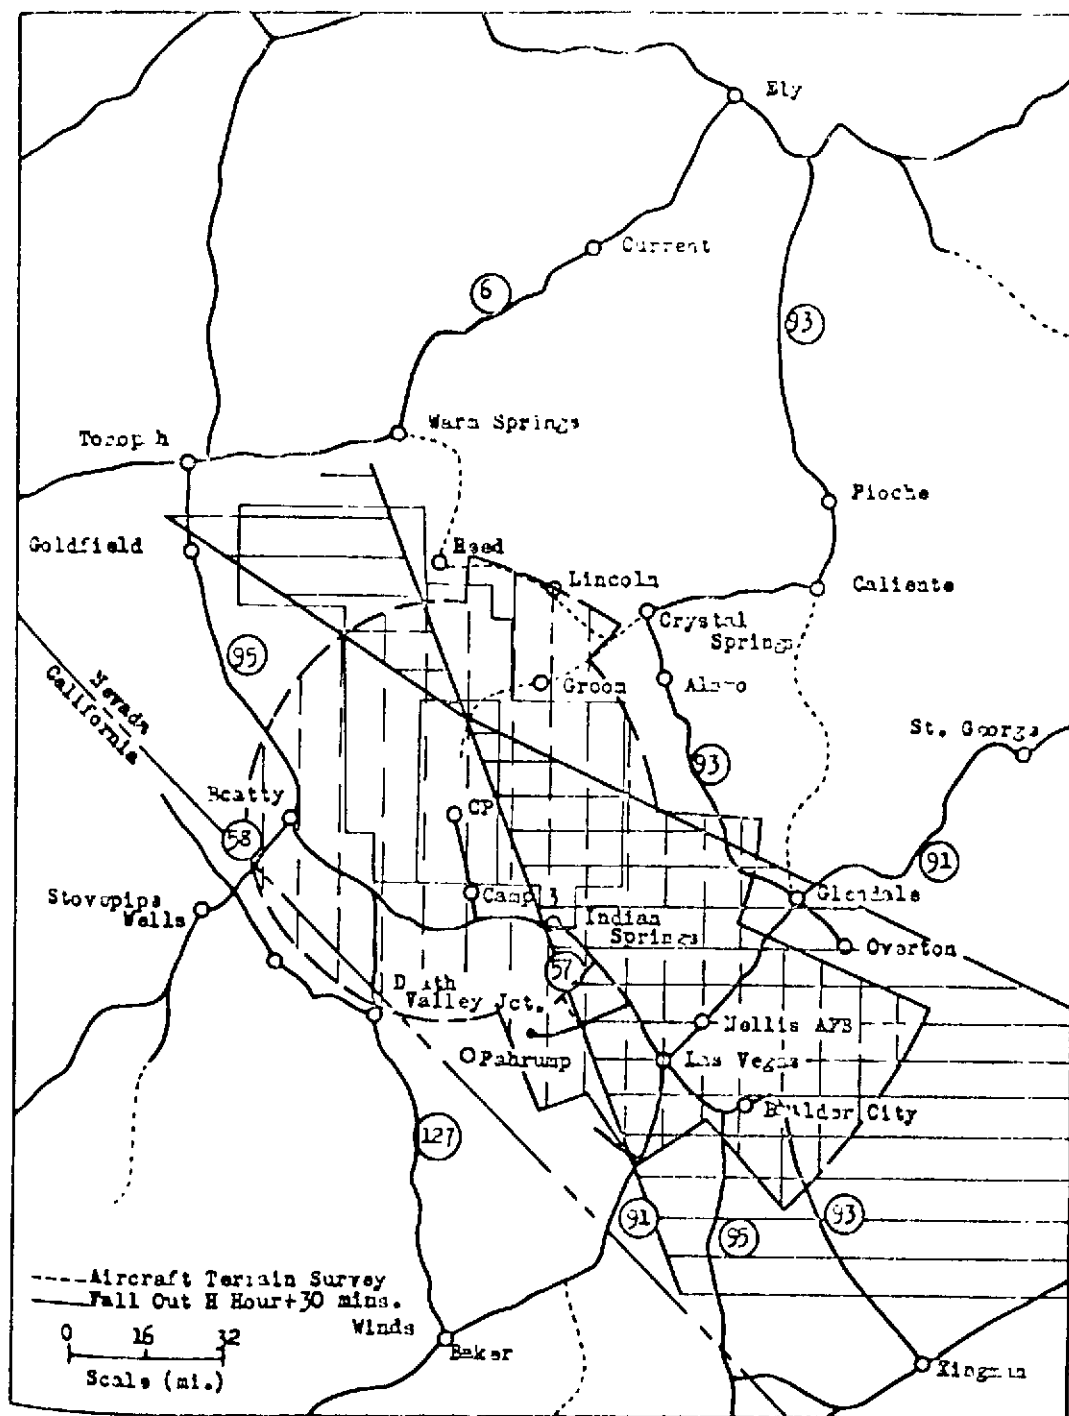 Ely
Current
6
93
Warm Springs
Pioche
Goldfield
Reed
Lincoln
Caliente
Crystal
Springs
95
Nevada
California
Groom
Alamo
St. George
93
Beatty
CP
58
91
Stovepipe
Wells
Camp 3
Glendale
Indian
Springs
Overton
57
Valley Jct.
Nellis AFB
Pahrump
Las Vegas
Boulder City
127
91
95
93
----Aircraft Terrain Survey
——Fall Out H Hour+30 mins.
Winds
0 16 32
Scale (mi.)
Baker
Kingman